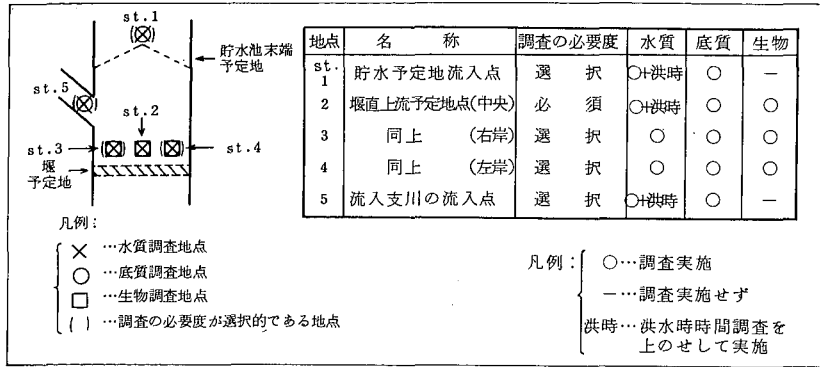 st.1
貯水池末端
予定地
st.5
st.2
st.3
st.4
堰
予定地
凡例：
×…水質調査地点
○…底質調査地点
□…生物調査地点
( )…調査の必要度が選択的である地点
地点 名 称 調査の必要度 水質 底質 生物
st.1 貯水予定地流入点 選 択 ○+洪時 ○ －
2 堰直上流予定地点(中央) 必 須 ○+洪時 ○ ○
3 同上 (右岸) 選 択 ○ ○ ○
4 同上 (左岸) 選 択 ○ ○ ○
5 流入支川の流入点 選 択 ○+洪時 ○ －
凡例：○…調査実施
－…調査実施せず
洪時…洪水時時間調査を
上のせして実施